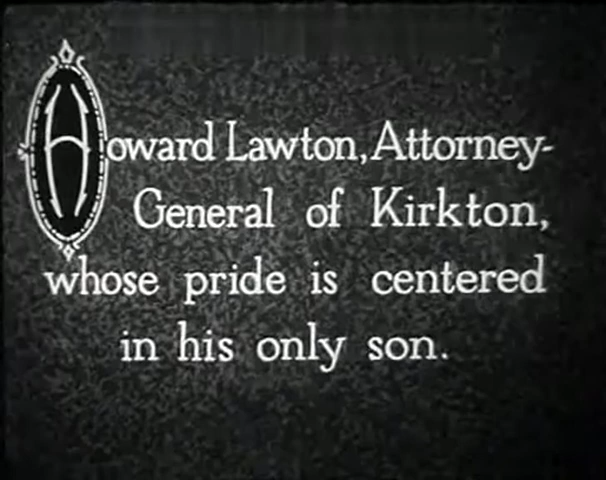 Howard Lawton, Attorney-
General of Kirkton,
whose pride is centered
in his only son.